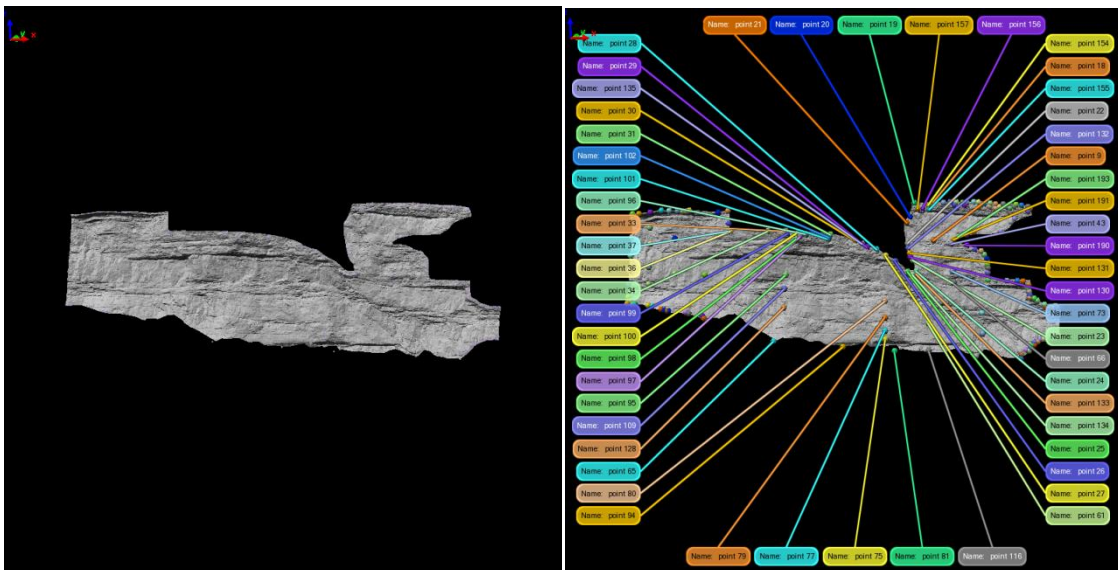 Name: point 21
Name: point 20
Name: point 19
Name: point 157
Name: point 156
Name: point 28
Name: point 29
Name: point 135
Name: point 30
Name: point 31
Name: point 102
Name: point 101
Name: point 96
Name: point 33
Name: point 37
Name: point 36
Name: point 34
Name: point 99
Name: point 100
Name: point 98
Name: point 97
Name: point 95
Name: point 109
Name: point 128
Name: point 65
Name: point 80
Name: point 94
Name: point 154
Name: point 18
Name: point 155
Name: point 22
Name: point 132
Name: point 9
Name: point 193
Name: point 191
Name: point 43
Name: point 190
Name: point 131
Name: point 130
Name: point 73
Name: point 23
Name: point 66
Name: point 24
Name: point 133
Name: point 134
Name: point 25
Name: point 26
Name: point 27
Name: point 61
Name: point 79
Name: point 77
Name: point 75
Name: point 81
Name: point 116